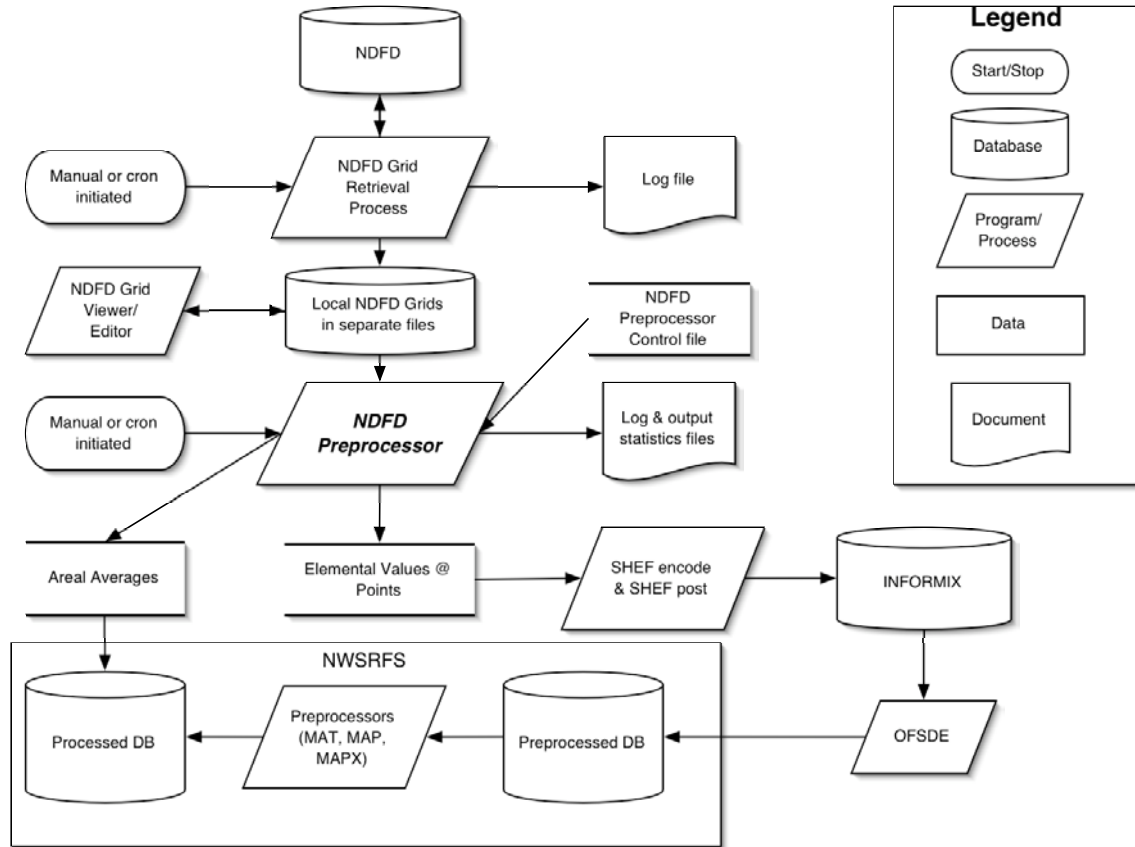 NDFD
Legend
Start/Stop
Database
Program/
Process
Data
Document
Manual or cron
initiated
NDFD Grid
Retrieval
Process
Log file
NDFD Grid
Viewer/
Editor
Local NDFD Grids
in separate files
NDFD
Preprocessor
Control file
Manual or cron
initiated
NDFD
Preprocessor
Log & output
statistics files
Areal Averages
Elemental Values @
Points
SHEF encode
& SHEF post
INFORMIX
NWSRFS
Processed DB
Preprocessors
(MAT, MAP,
MAPX)
Preprocessed DB
OFSDE